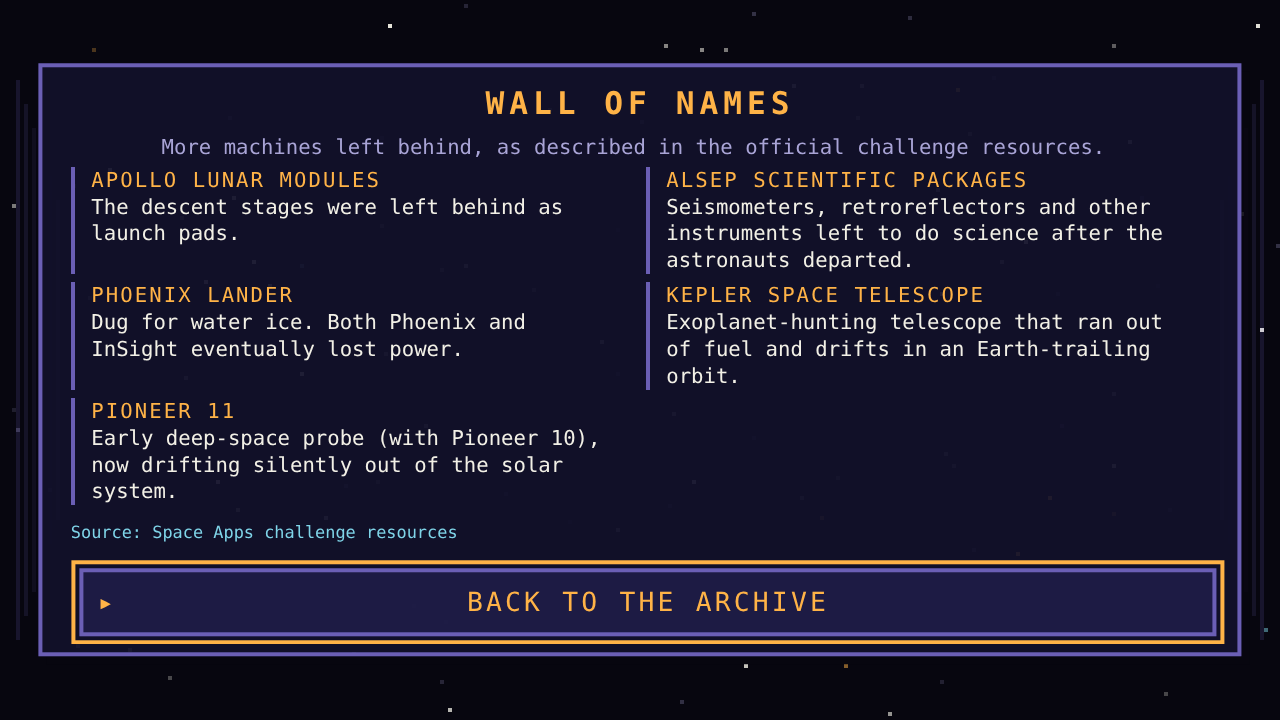 WALL OF NAMES
More machines left behind, as described in the official challenge resources.
APOLLO LUNAR MODULES
The descent stages were left behind as
launch pads.
ALSEP SCIENTIFIC PACKAGES
Seismometers, retroreflectors and other
instruments left to do science after the
astronauts departed.
PHOENIX LANDER
Dug for water ice. Both Phoenix and
InSight eventually lost power.
KEPLER SPACE TELESCOPE
Exoplanet-hunting telescope that ran out
of fuel and drifts in an Earth-trailing
orbit.
PIONEER 11
Early deep-space probe (with Pioneer 10),
now drifting silently out of the solar
system.
Source: Space Apps challenge resources
▶ BACK TO THE ARCHIVE